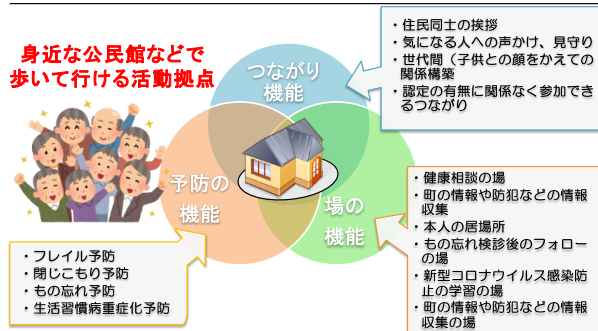 身近な公民館などで
歩いて行ける活動拠点
つながり
機能
予防の
機能
場の
機能
・住民同士の挨拶
・気になる人への声かけ、見守り
・世代間（子供との顔をかえての
関係構築
・認定の有無に関係なく参加でき
るつながり
・健康相談の場
・町の情報や防犯などの情報
収集
・本人の居場所
・もの忘れ検診後のフォロー
の場
・新型コロナウイルス感染防
止の学習の場
・町の情報や防犯などの情報
収集の場
・フレイル予防
・閉じこもり予防
・もの忘れ予防
・生活習慣病重症化予防